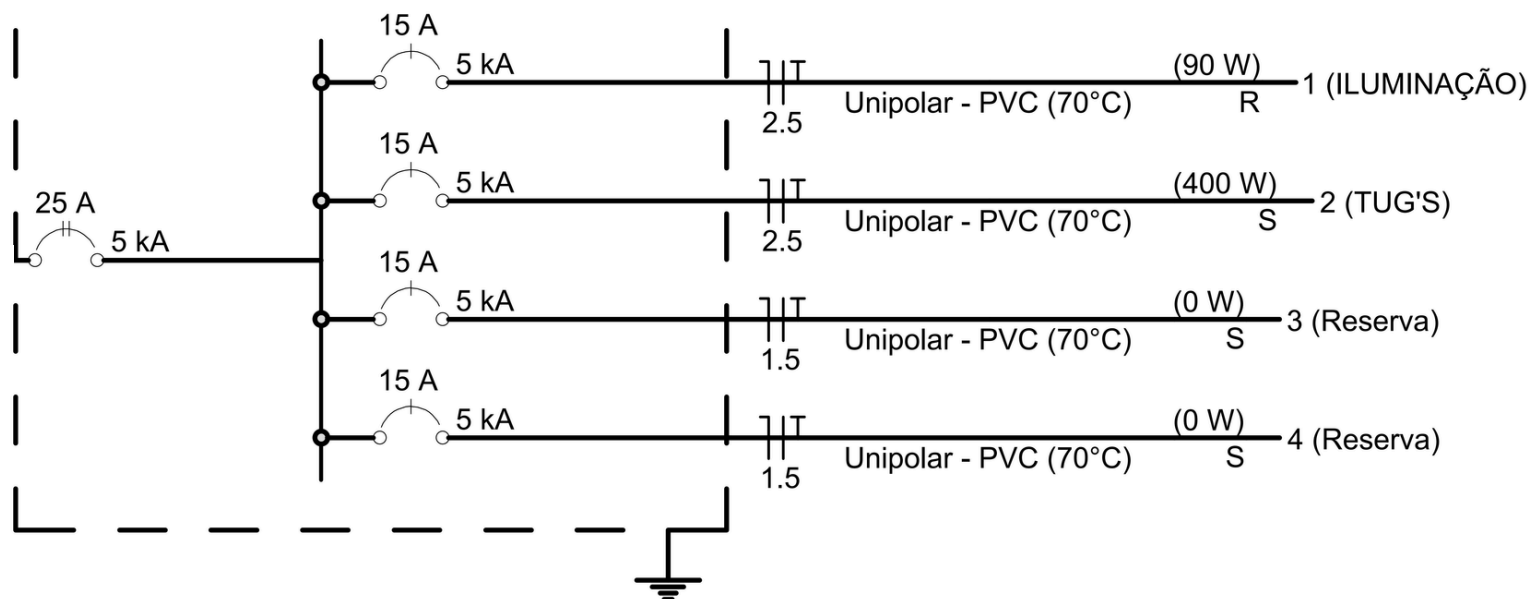 15 A
5 kA
(90 W)
1 (ILUMINAÇÃO)
2.5
Unipolar - PVC (70°C)
R
15 A
5 kA
(400 W)
2 (TUG'S)
2.5
Unipolar - PVC (70°C)
S
25 A
5 kA
15 A
5 kA
(0 W)
3 (Reserva)
1.5
Unipolar - PVC (70°C)
S
15 A
5 kA
(0 W)
4 (Reserva)
1.5
Unipolar - PVC (70°C)
S